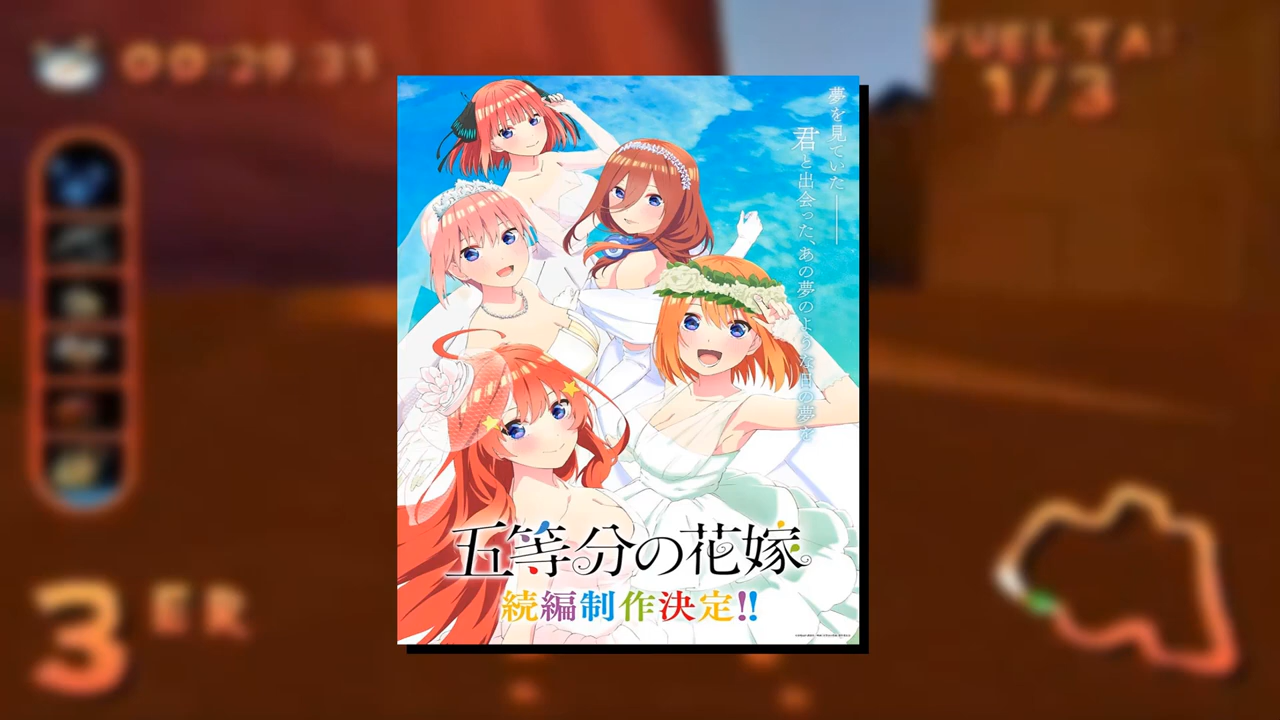 00:29.31
VUELTA:
1/3
夢を見ていた──
君と出会った、あの夢のような日の夢を
五等分の花嫁
続編制作決定!!
3ER